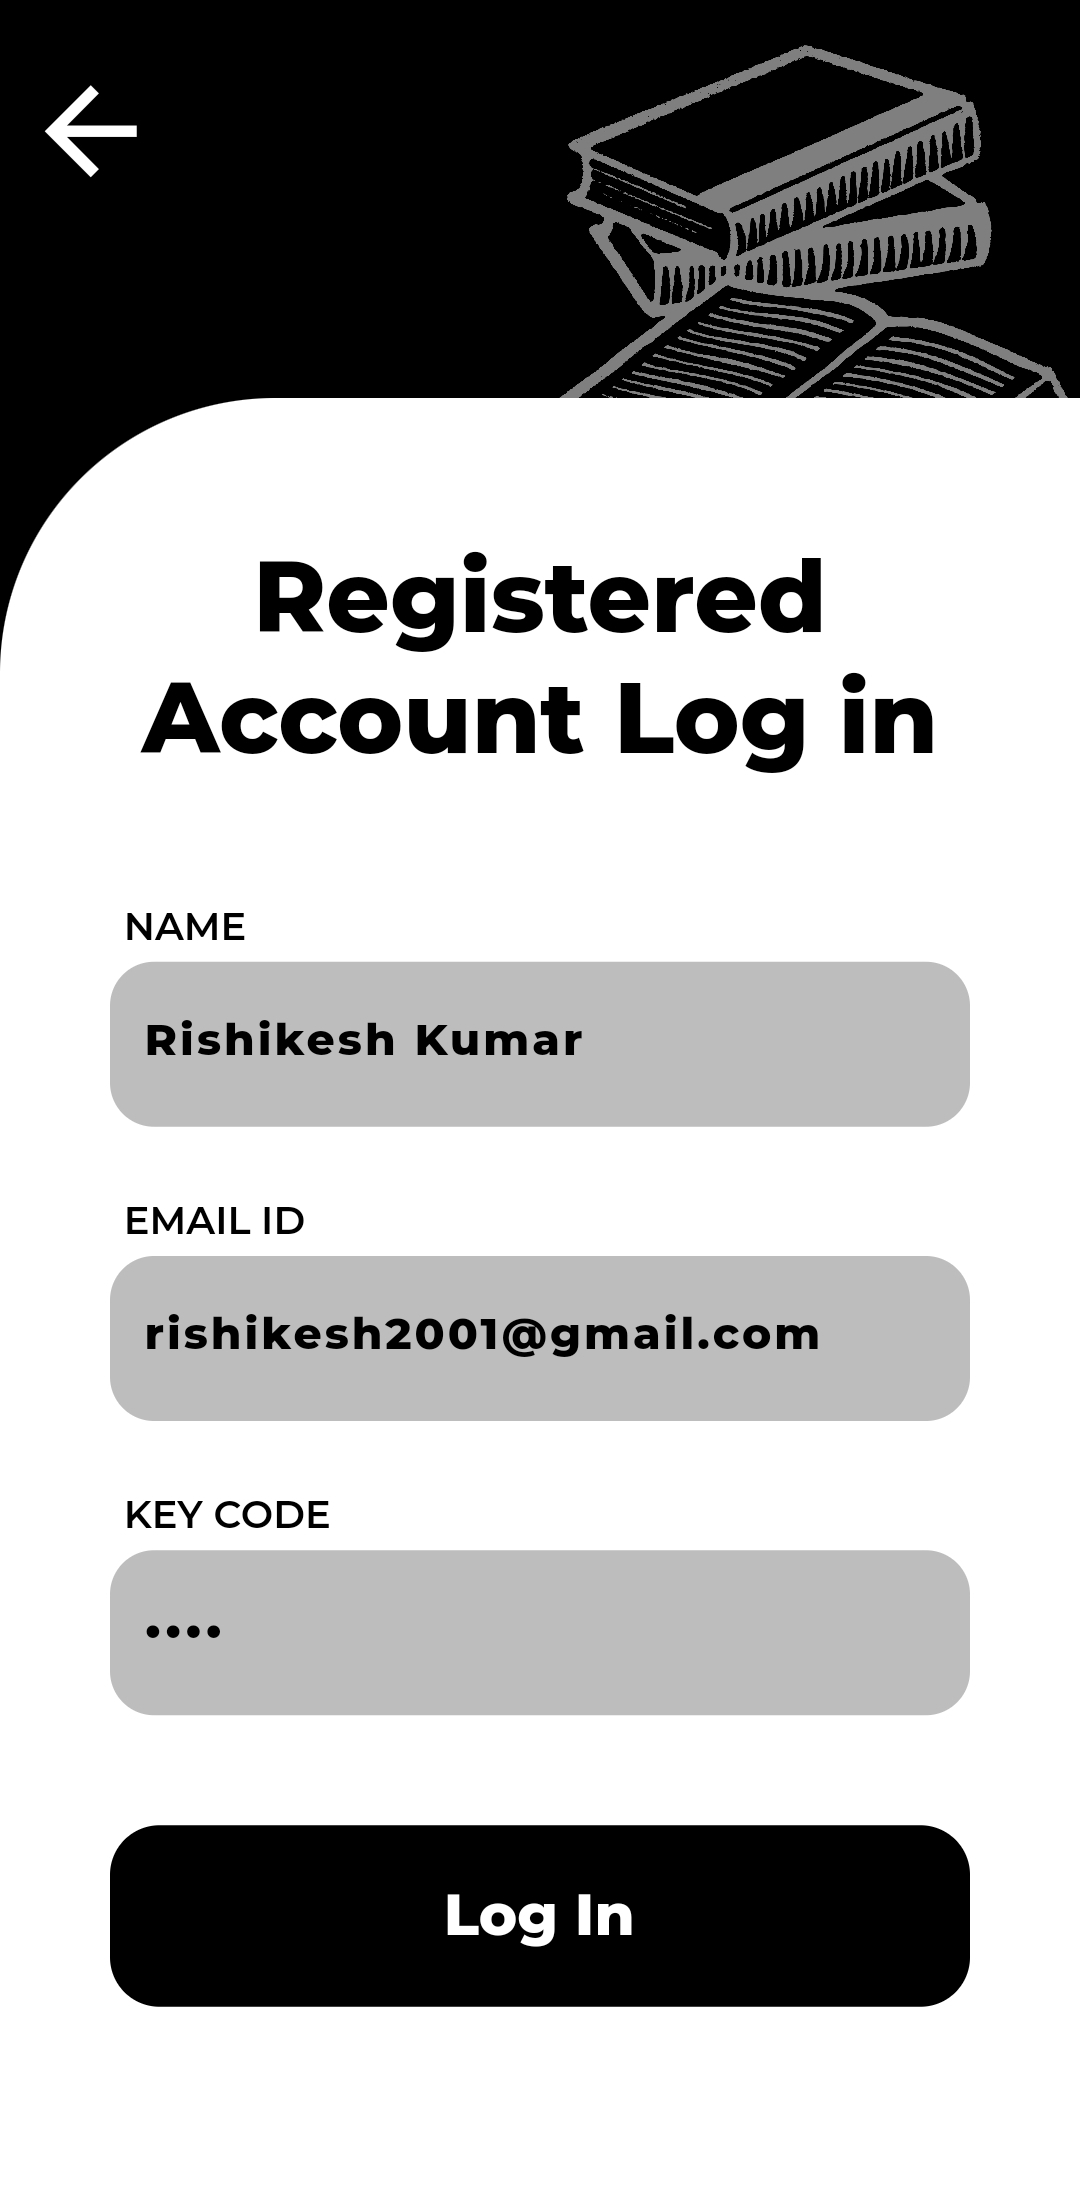 Registered
Account Log in
NAME
Rishikesh Kumar
EMAIL ID
rishikesh2001@gmail.com
KEY CODE
••••
Log In